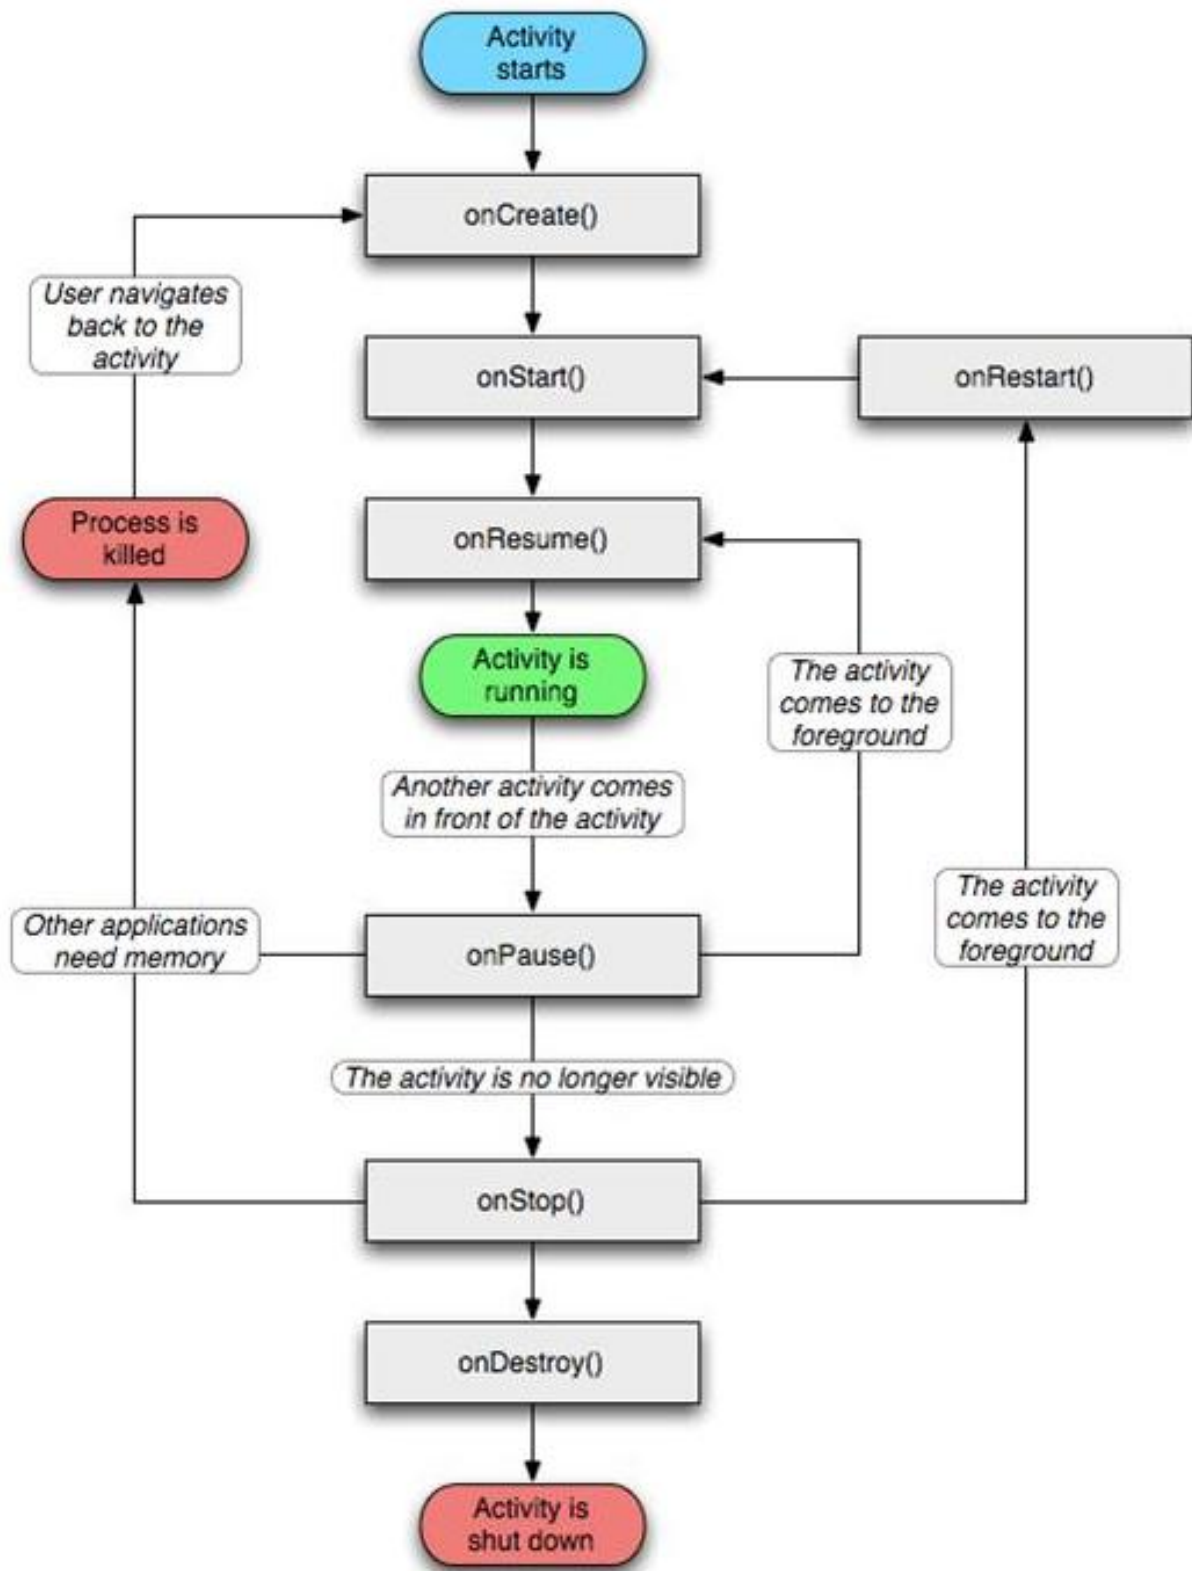 Activity
starts
onCreate()
User navigates
back to the
activity
onStart()
onRestart()
Process is
killed
onResume()
Activity is
running
The activity
comes to the
foreground
Another activity comes
in front of the activity
The activity
comes to the
foreground
Other applications
need memory
onPause()
The activity is no longer visible
onStop()
onDestroy()
Activity is
shut down